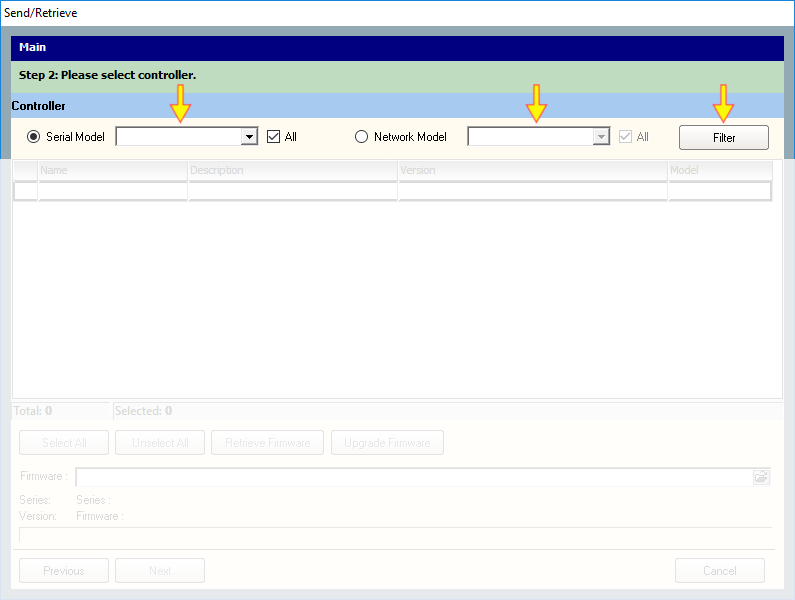 Send/Retrieve
Main
Step 2: Please select controller.
Controller
Serial Model All Network Model All Filter
Name Description Version Model
Total: 0 Selected: 0
Select All Unselect All Retrieve Firmware Upgrade Firmware
Firmware :
Series: Series :
Version: Firmware :
Previous Next Cancel